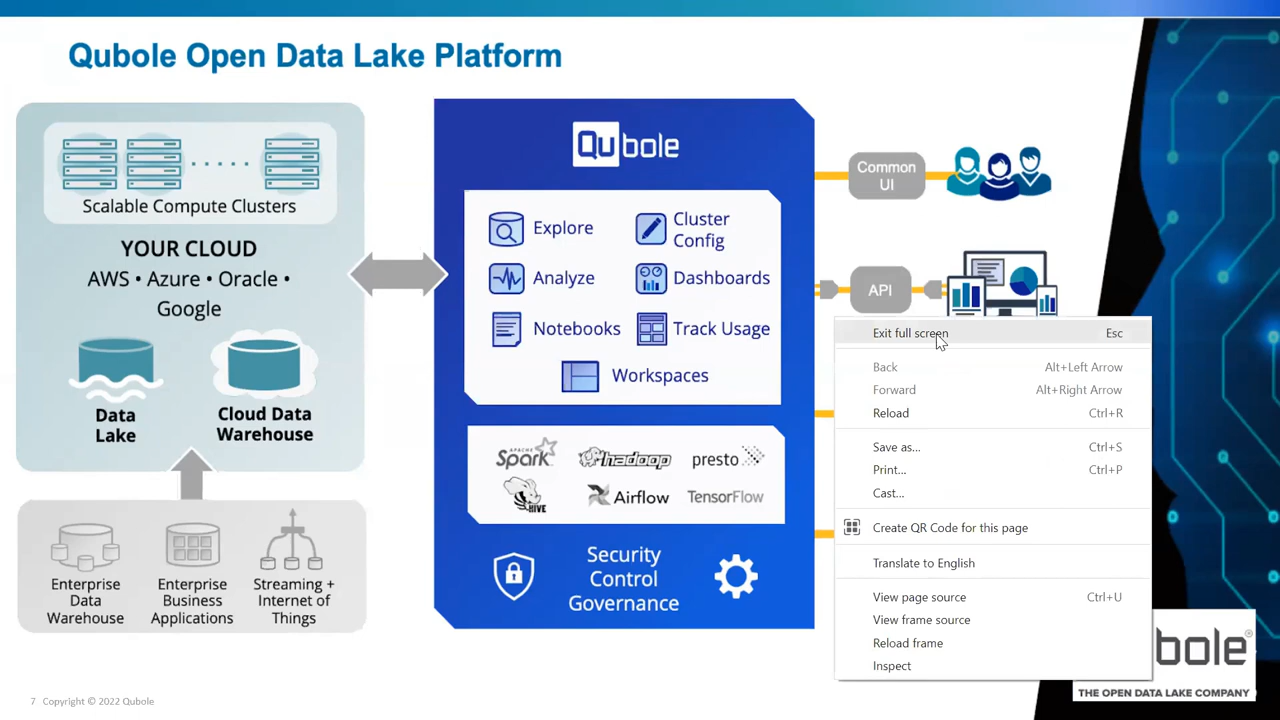 Qubole Open Data Lake Platform
Scalable Compute Clusters
YOUR CLOUD
AWS • Azure • Oracle •
Google
Data
Lake
Cloud Data
Warehouse
Enterprise
Data
Warehouse
Enterprise
Business
Applications
Streaming +
Internet of
Things
Qubole
Explore
Cluster
Config
Analyze
Dashboards
Notebooks
Track Usage
Workspaces
APACHE
Spark
hadoop
presto
HIVE
Airflow
TensorFlow
Security
Control
Governance
Common
UI
API
Exit full screen Esc
Back Alt+Left Arrow
Forward Alt+Right Arrow
Reload Ctrl+R
Save as... Ctrl+S
Print... Ctrl+P
Cast...
Create QR Code for this page
Translate to English
View page source Ctrl+U
View frame source
Reload frame
Inspect
bole®
THE OPEN DATA LAKE COMPANY
7 Copyright © 2022 Qubole